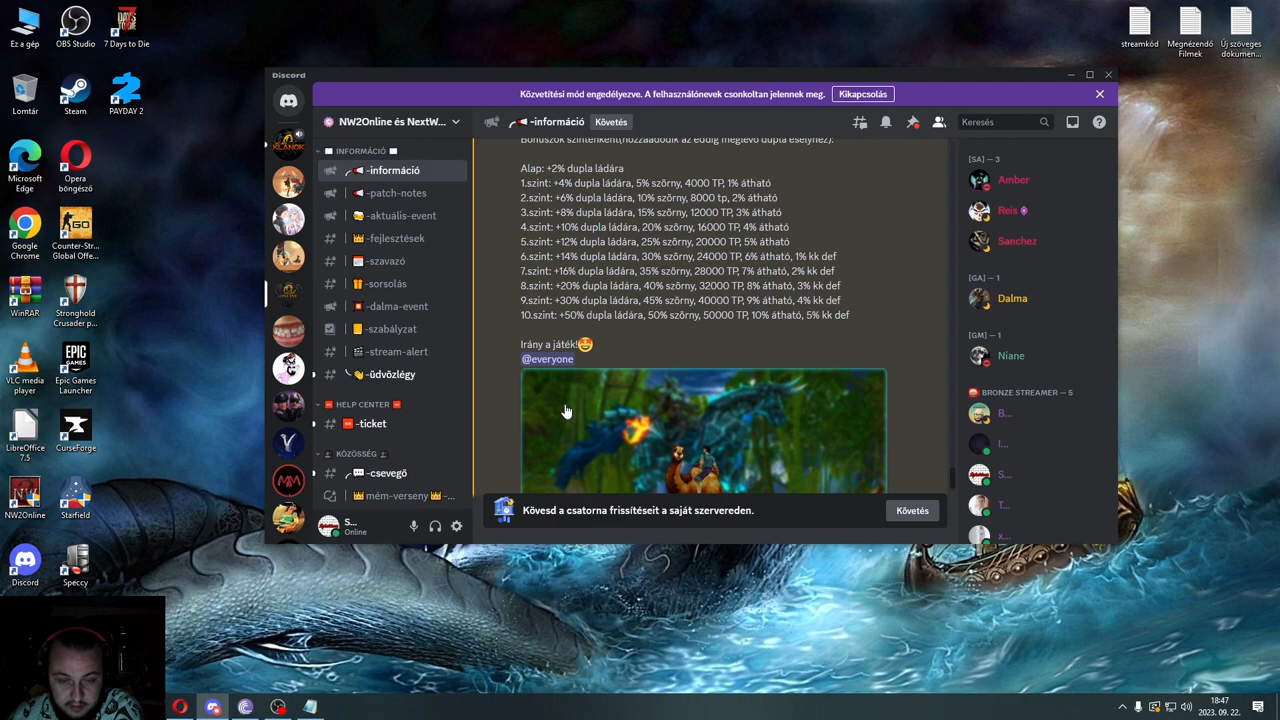 Ez a gép
OBS Studio
7 Days to Die
Lomtár
Steam
PAYDAY 2
Microsoft
Edge
Opera
böngésző
Google
Chrome
Counter-Str...
Global Offe...
WinRAR
Stronghold
Crusader p...
VLC media
player
Epic Games
Launcher
LibreOffice
7.5
CurseForge
NW2Online
Starfield
Discord
Speccy
streamkód
Megnézendő
Filmek
Új szöveges
dokumen...
Discord
Közvetítési mód engedélyezve. A felhasználónevek csonkoltan jelennek meg.
Kikapcsolás
NW2Online és NextW...
-információ
Követés
Keresés
INFORMÁCIÓ
-információ
-patch-notes
-aktuális-event
-fejlesztések
-szavazó
-sorsolás
-dalma-event
-szabályzat
-stream-alert
-üdvözlégy
HELP CENTER
-ticket
KÖZÖSSÉG
-csevegő
mém-verseny -...
S...
Online
Bónuszok szintenként(hozzáadódik az eddig meglévő dupla esélyhez):
Alap: +2% dupla ládára
1.szint: +4% dupla ládára, 5% szörny, 4000 TP, 1% átható
2.szint: +6% dupla ládára, 10% szörny, 8000 tp, 2% átható
3.szint: +8% dupla ládára, 15% szörny, 12000 TP, 3% átható
4.szint: +10% dupla ládára, 20% szörny, 16000 TP, 4% átható
5.szint: +12% dupla ládára, 25% szörny, 20000 TP, 5% átható
6.szint: +14% dupla ládára, 30% szörny, 24000 TP, 6% átható, 1% kk def
7.szint: +16% dupla ládára, 35% szörny, 28000 TP, 7% átható, 2% kk def
8.szint: +20% dupla ládára, 40% szörny, 32000 TP, 8% átható, 3% kk def
9.szint: +30% dupla ládára, 45% szörny, 40000 TP, 9% átható, 4% kk def
10.szint: +50% dupla ládára, 50% szörny, 50000 TP, 10% átható, 5% kk def
Irány a játék!
@everyone
Kövesd a csatorna frissítéseit a saját szervereden.
Követés
[SA] — 3
Amber
Reis
Sanchez
[GA] — 1
Dalma
[GM] — 1
Niane
BRONZE STREAMER — 5
B...
I...
S...
T...
x...
18:47
2023. 09. 22.